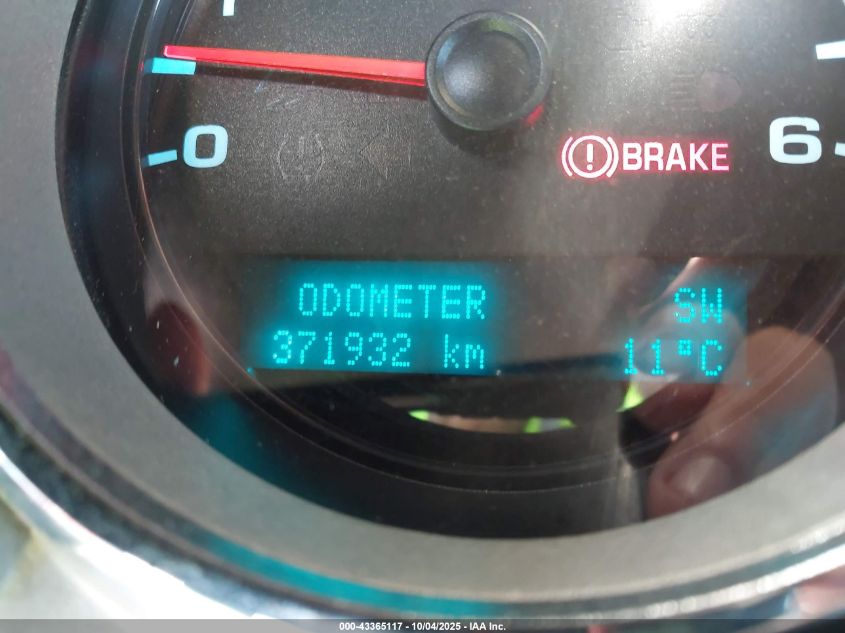 1
0
6
(!) BRAKE
ODOMETER
371932 km
SW
11°C
000-43365117 - 10/04/2025 - IAA Inc.